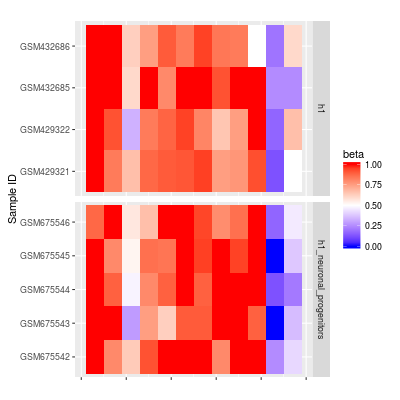 GSM432686
GSM432685
GSM429322
GSM429321
h1
GSM675546
GSM675545
GSM675544
GSM675543
GSM675542
h1_neuronal_progenitors
Sample ID
beta
1.00
0.75
0.50
0.25
0.00